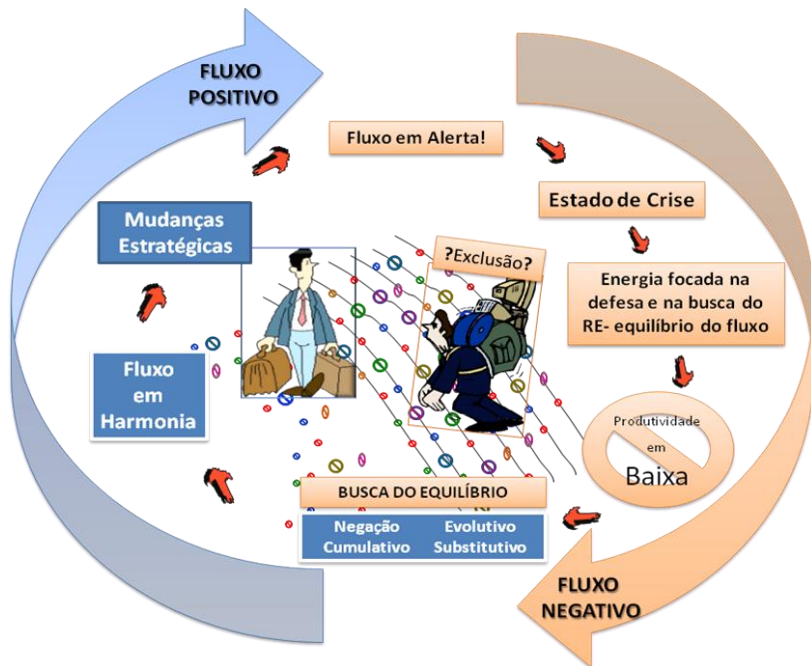 FLUXO
POSITIVO
Fluxo em Alerta!
Estado de Crise
Mudanças
Estratégicas
?Exclusão?
Energia focada na
defesa e na busca do
RE- equilíbrio do fluxo
Fluxo
em
Harmonia
Produtividade
em
Baixa
BUSCA DO EQUILÍBRIO
Negação Evolutivo
Cumulativo Substitutivo
FLUXO
NEGATIVO